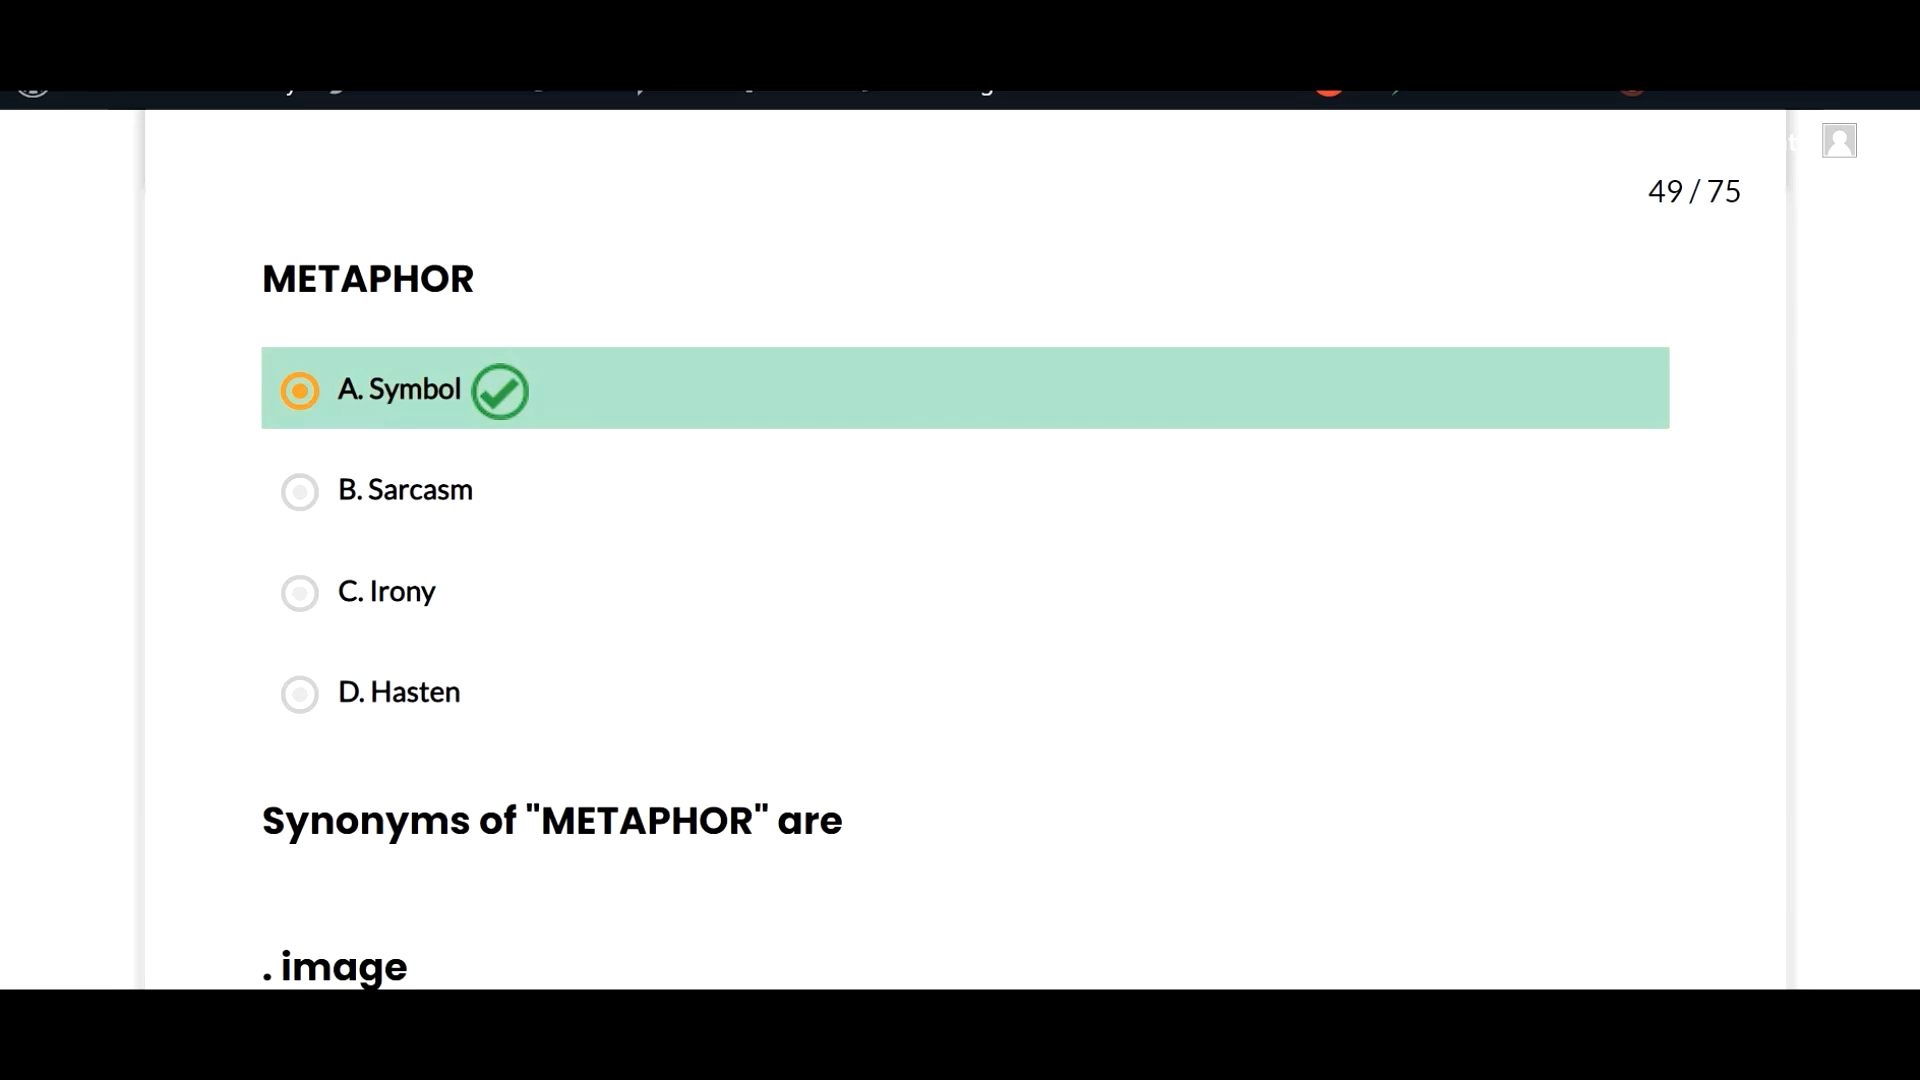 49 / 75
METAPHOR
A. Symbol
B. Sarcasm
C. Irony
D. Hasten
Synonyms of "METAPHOR" are
. image